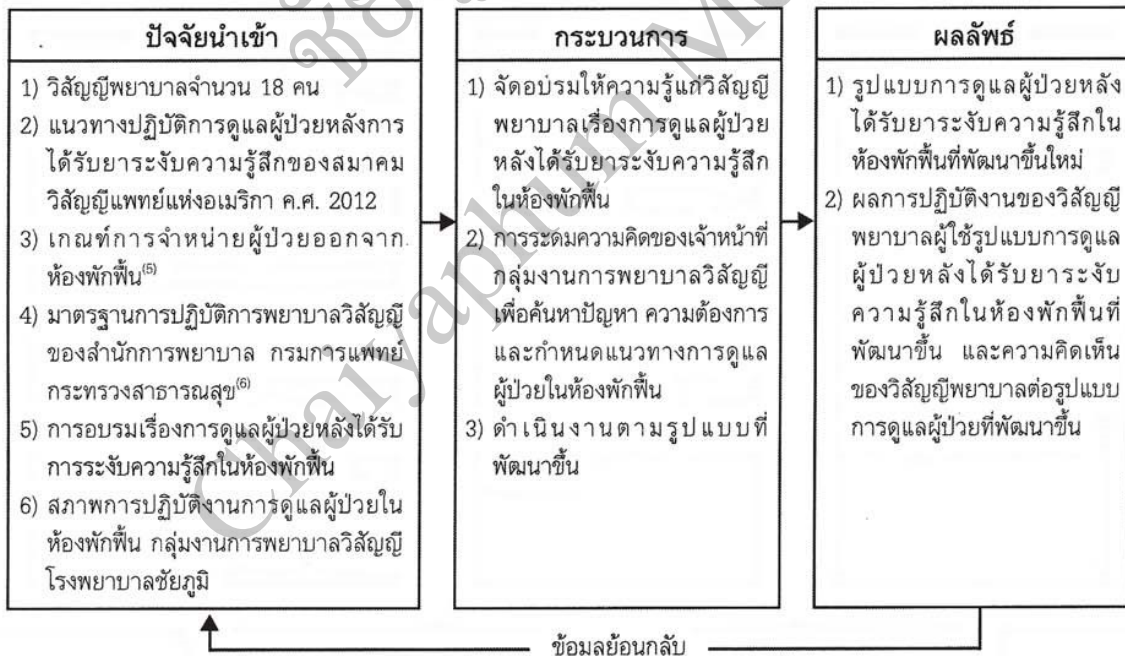 ปัจจัยนำเข้า
1) วิสัญญีพยาบาลจำนวน 18 คน
2) แนวทางปฏิบัติการดูแลผู้ป่วยหลังการ
ได้รับยาระงับความรู้สึกของสมาคม
วิสัญญีแพทย์แห่งอเมริกา ค.ศ. 2012
3) เกณฑ์การจำหน่ายผู้ป่วยออกจาก
ห้องพักฟื้น(5)
4) มาตรฐานการปฏิบัติการพยาบาลวิสัญญี
ของสำนักการพยาบาล กรมการแพทย์
กระทรวงสาธารณสุข(6)
5) การอบรมเรื่องการดูแลผู้ป่วยหลังได้รับ
การระงับความรู้สึกในห้องพักฟื้น
6) สภาพการปฏิบัติงานการดูแลผู้ป่วยใน
ห้องพักฟื้น กลุ่มงานการพยาบาลวิสัญญี
โรงพยาบาลชัยภูมิ
กระบวนการ
1) จัดอบรมให้ความรู้แก่วิสัญญี
พยาบาลเรื่องการดูแลผู้ป่วย
หลังได้รับยาระงับความรู้สึก
ในห้องพักฟื้น
2) การระดมความคิดของเจ้าหน้าที่
กลุ่มงานการพยาบาลวิสัญญี
เพื่อค้นหาปัญหา ความต้องการ
และกำหนดแนวทางการดูแล
ผู้ป่วยในห้องพักฟื้น
3) ดำเนินงานตามรูปแบบที่
พัฒนาขึ้น
ผลลัพธ์
1) รูปแบบการดูแลผู้ป่วยหลัง
ได้รับยาระงับความรู้สึกใน
ห้องพักฟื้นที่พัฒนาขึ้นใหม่
2) ผลการปฏิบัติงานของวิสัญญี
พยาบาลผู้ใช้รูปแบบการดูแล
ผู้ป่วยหลังได้รับยาระงับ
ความรู้สึกในห้องพักฟื้นที่
พัฒนาขึ้น และความคิดเห็น
ของวิสัญญีพยาบาลต่อรูปแบบ
การดูแลผู้ป่วยที่พัฒนาขึ้น
ข้อมูลย้อนกลับ
Chaiyaphum